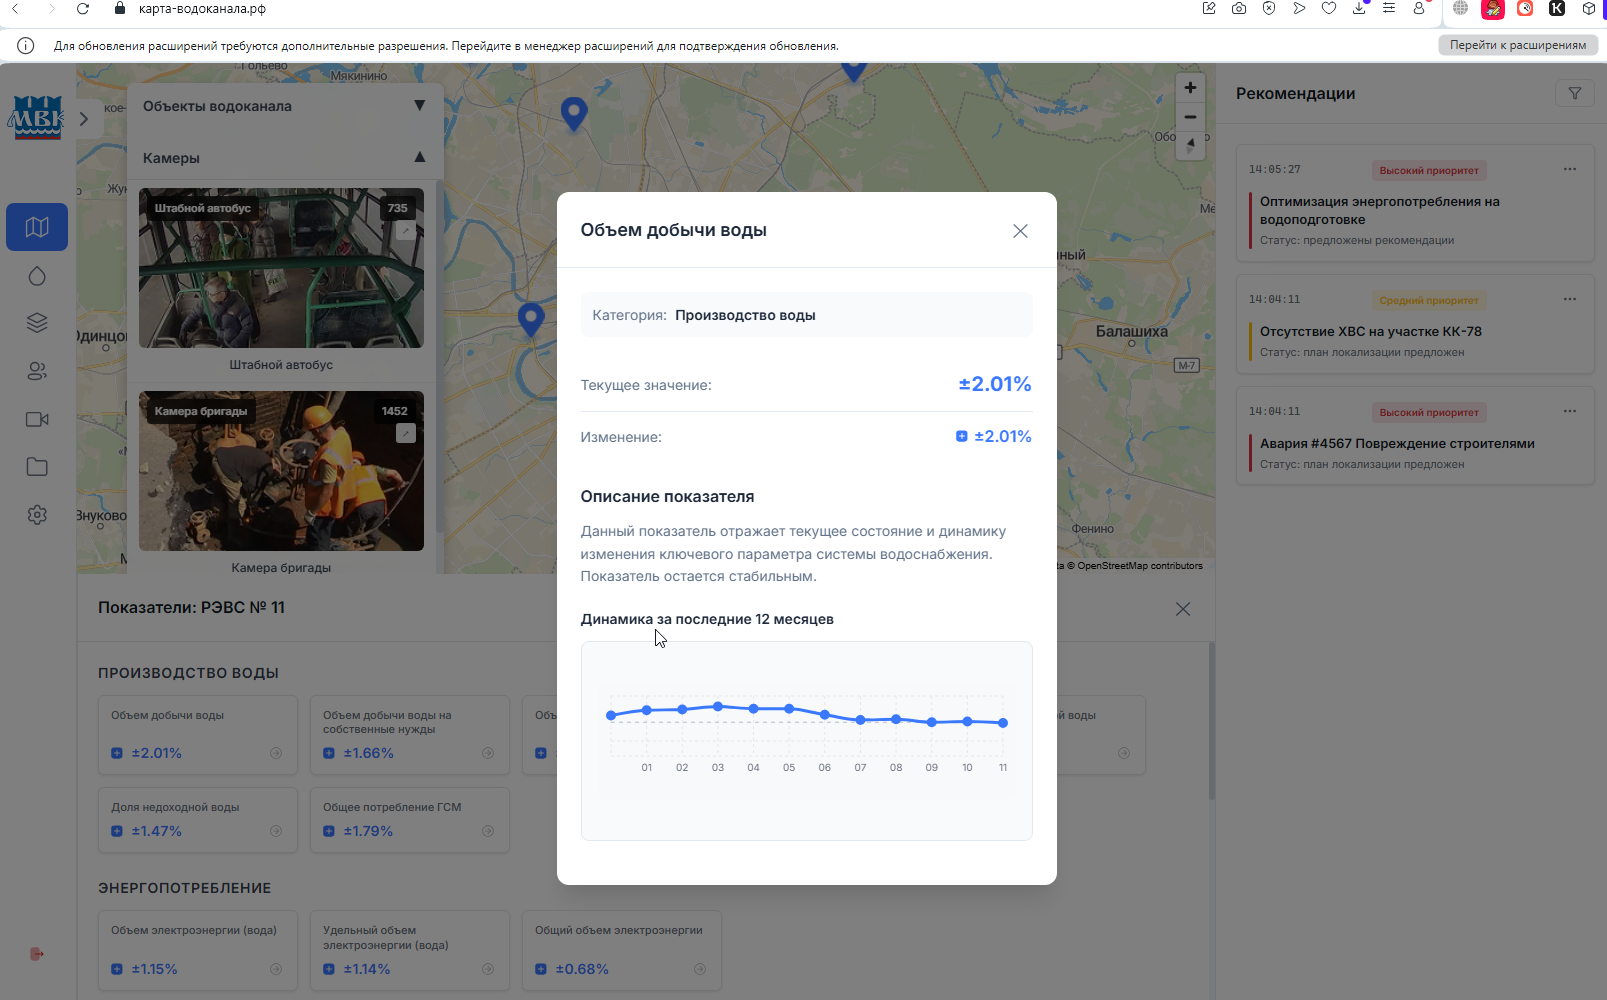 карта-водоканала.рф
Для обновления расширений требуются дополнительные разрешения. Перейдите в менеджер расширений для подтверждения обновления.
Перейти к расширениям
МВК
Объекты водоканала
Камеры
Штабной автобус
735
Штабной автобус
Камера бригады
1452
Камера бригады
Гольево
Мякинино
Балашиха
М-7
Фенино
Внуково
© OpenStreetMap contributors
Рекомендации
14:05:27
Высокий приоритет
Оптимизация энергопотребления на
водоподготовке
Статус: предложены рекомендации
14:04:11
Средний приоритет
Отсутствие ХВС на участке КК-78
Статус: план локализации предложен
14:04:11
Высокий приоритет
Авария #4567 Повреждение строителями
Статус: план локализации предложен
Объем добычи воды
Категория: Производство воды
Текущее значение:
±2.01%
Изменение:
±2.01%
Описание показателя
Данный показатель отражает текущее состояние и динамику
изменения ключевого параметра системы водоснабжения.
Показатель остается стабильным.
Динамика за последние 12 месяцев
01 02 03 04 05 06 07 08 09 10 11
Показатели: РЭВС № 11
ПРОИЗВОДСТВО ВОДЫ
Объем добычи воды
±2.01%
Объем добычи воды на
собственные нужды
±1.66%
воды
Доля недоходной воды
±1.47%
Общее потребление ГСМ
±1.79%
ЭНЕРГОПОТРЕБЛЕНИЕ
Объем электроэнергии (вода)
±1.15%
Удельный объем
электроэнергии (вода)
±1.14%
Общий объем электроэнергии
±0.68%